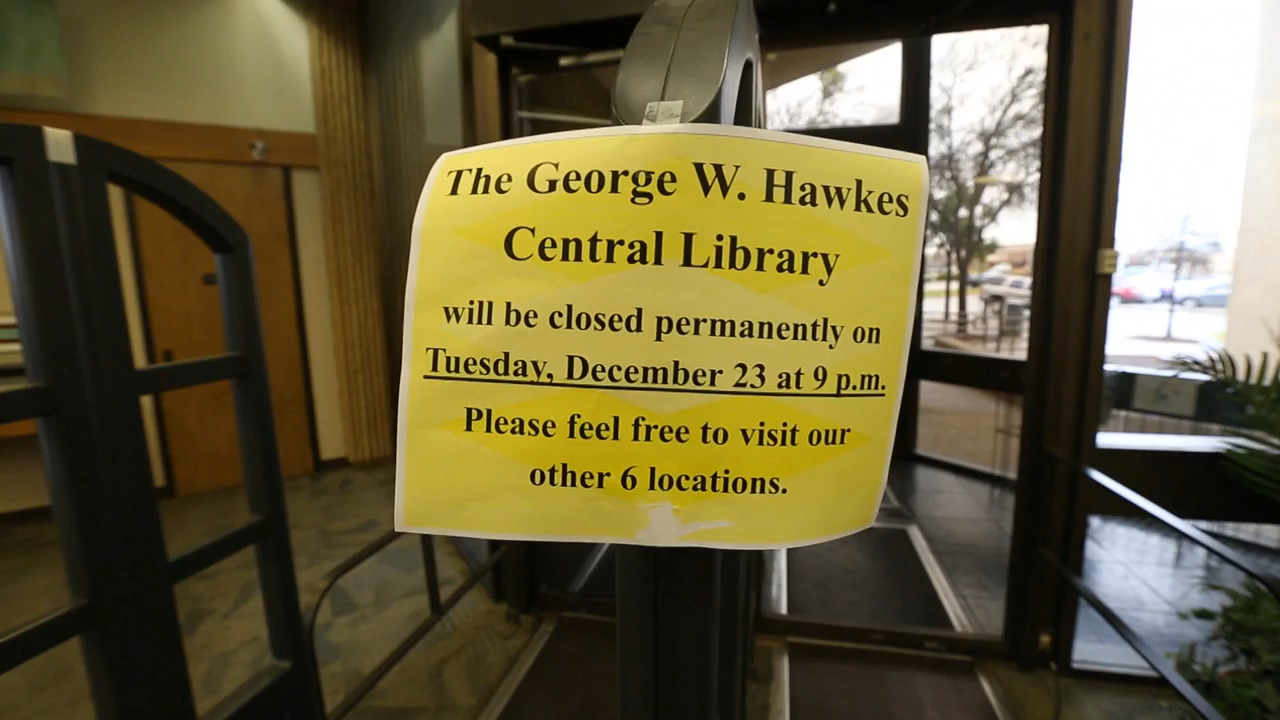 The George W. Hawkes
Central Library
will be closed permanently on
Tuesday, December 23 at 9 p.m.
Please feel free to visit our
other 6 locations.